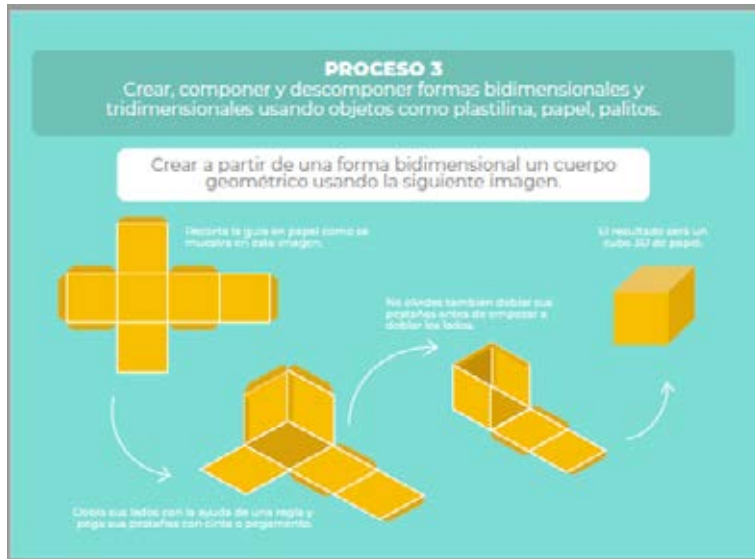 PROCESO 3
Crear, componer y descomponer formas bidimensionales y
tridimensionales usando objetos como plastilina, papel, palitos.
Crear a partir de una forma bidimensional un cuerpo
geométrico usando la siguiente imagen.
Recorta la guía en papel como se
muestra en esta imagen.
El resultado será un
cubo 3D de papel.
No olvides tambien doblar sus
pestañas antes de empezar a
doblar los lados.
Dobla sus lados con la ayuda de una regla y
pega sus pestañas con cinta o pegamento.